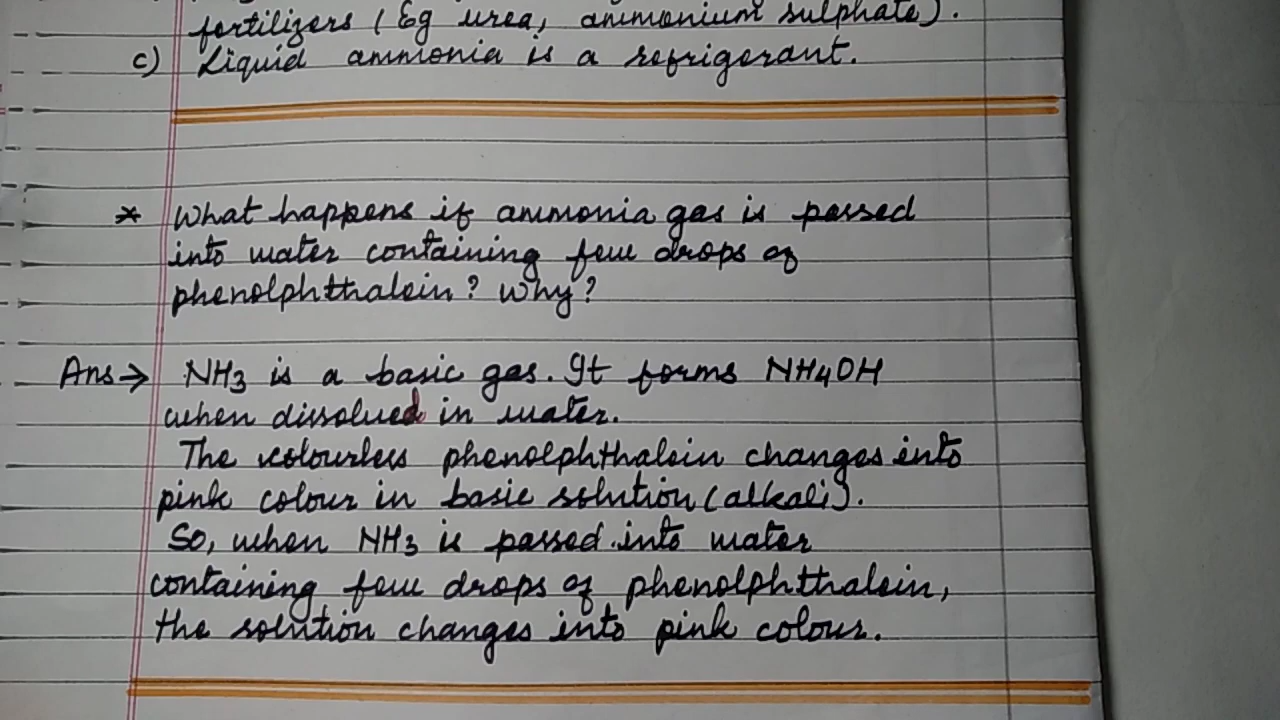 fertilizers (Eg urea, ammonium sulphate).
c) Liquid ammonia is a refrigerant.
* What happens if ammonia gas is passed
into water containing few drops of
phenolphthalein? Why?
Ans → NH3 is a basic gas. It forms NH4OH
when dissolved in water.
The colourless phenolphthalein changes into
pink colour in basic solution (alkali).
So, when NH3 is passed into water
containing few drops of phenolphthalein,
the solution changes into pink colour.